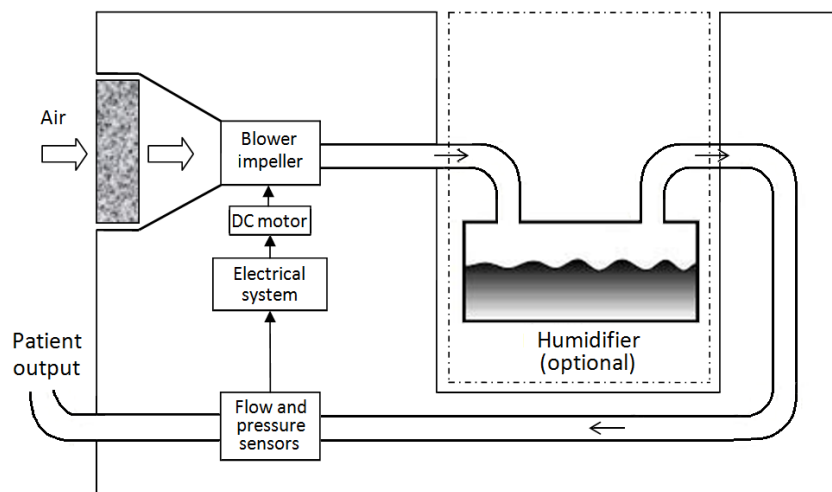 Air
Blower
impeller
DC motor
Electrical
system
Humidifier
(optional)
Patient
output
Flow and
pressure
sensors